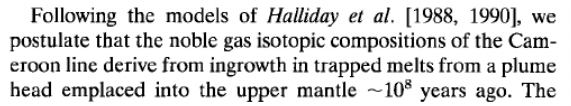 Following the models of Halliday et al. [1988, 1990], we
postulate that the noble gas isotopic compositions of the Cam-
eroon line derive from ingrowth in trapped melts from a plume
head emplaced into the upper mantle ~10⁸ years ago. The